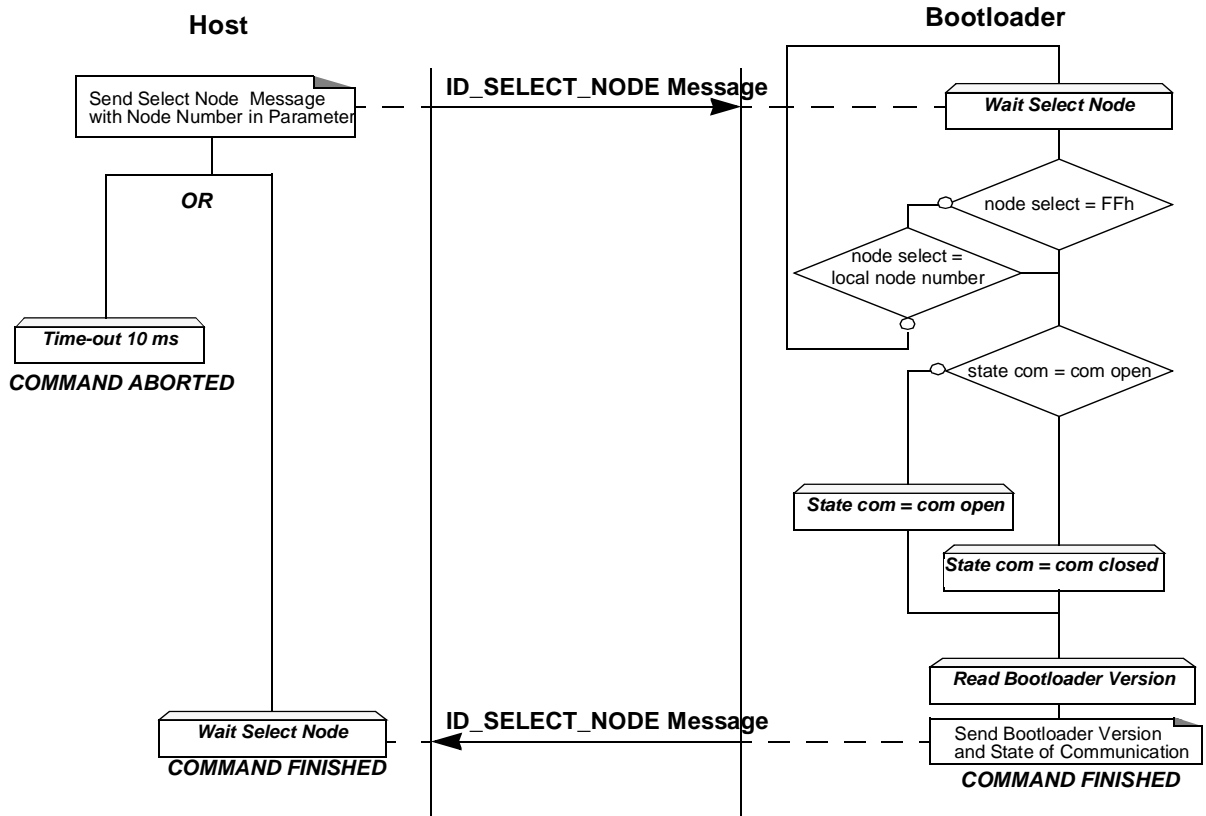 Host
Bootloader
Send Select Node Message
with Node Number in Parameter
ID_SELECT_NODE Message
Wait Select Node
OR
node select = FFh
node select =
local node number
Time-out 10 ms
COMMAND ABORTED
state com = com open
State com = com open
State com = com closed
Read Bootloader Version
Wait Select Node
COMMAND FINISHED
ID_SELECT_NODE Message
Send Bootloader Version
and State of Communication
COMMAND FINISHED